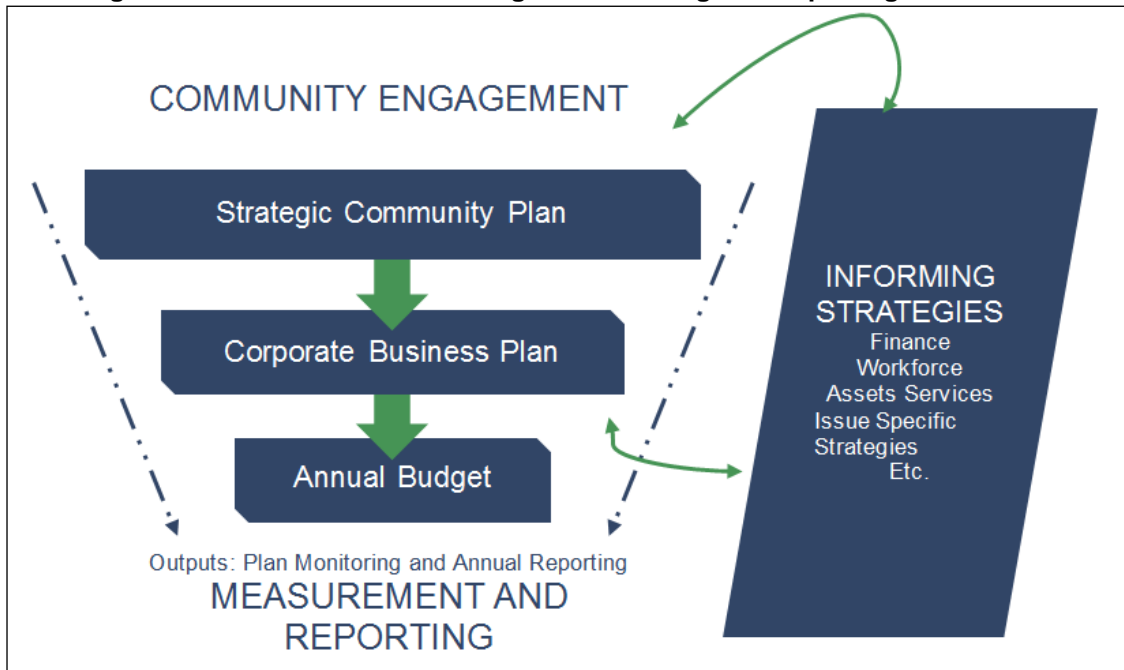 COMMUNITY ENGAGEMENT
Strategic Community Plan
Corporate Business Plan
Annual Budget
Outputs: Plan Monitoring and Annual Reporting
MEASUREMENT AND
REPORTING
INFORMING
STRATEGIES
Finance
Workforce
Assets Services
Issue Specific
Strategies
Etc.